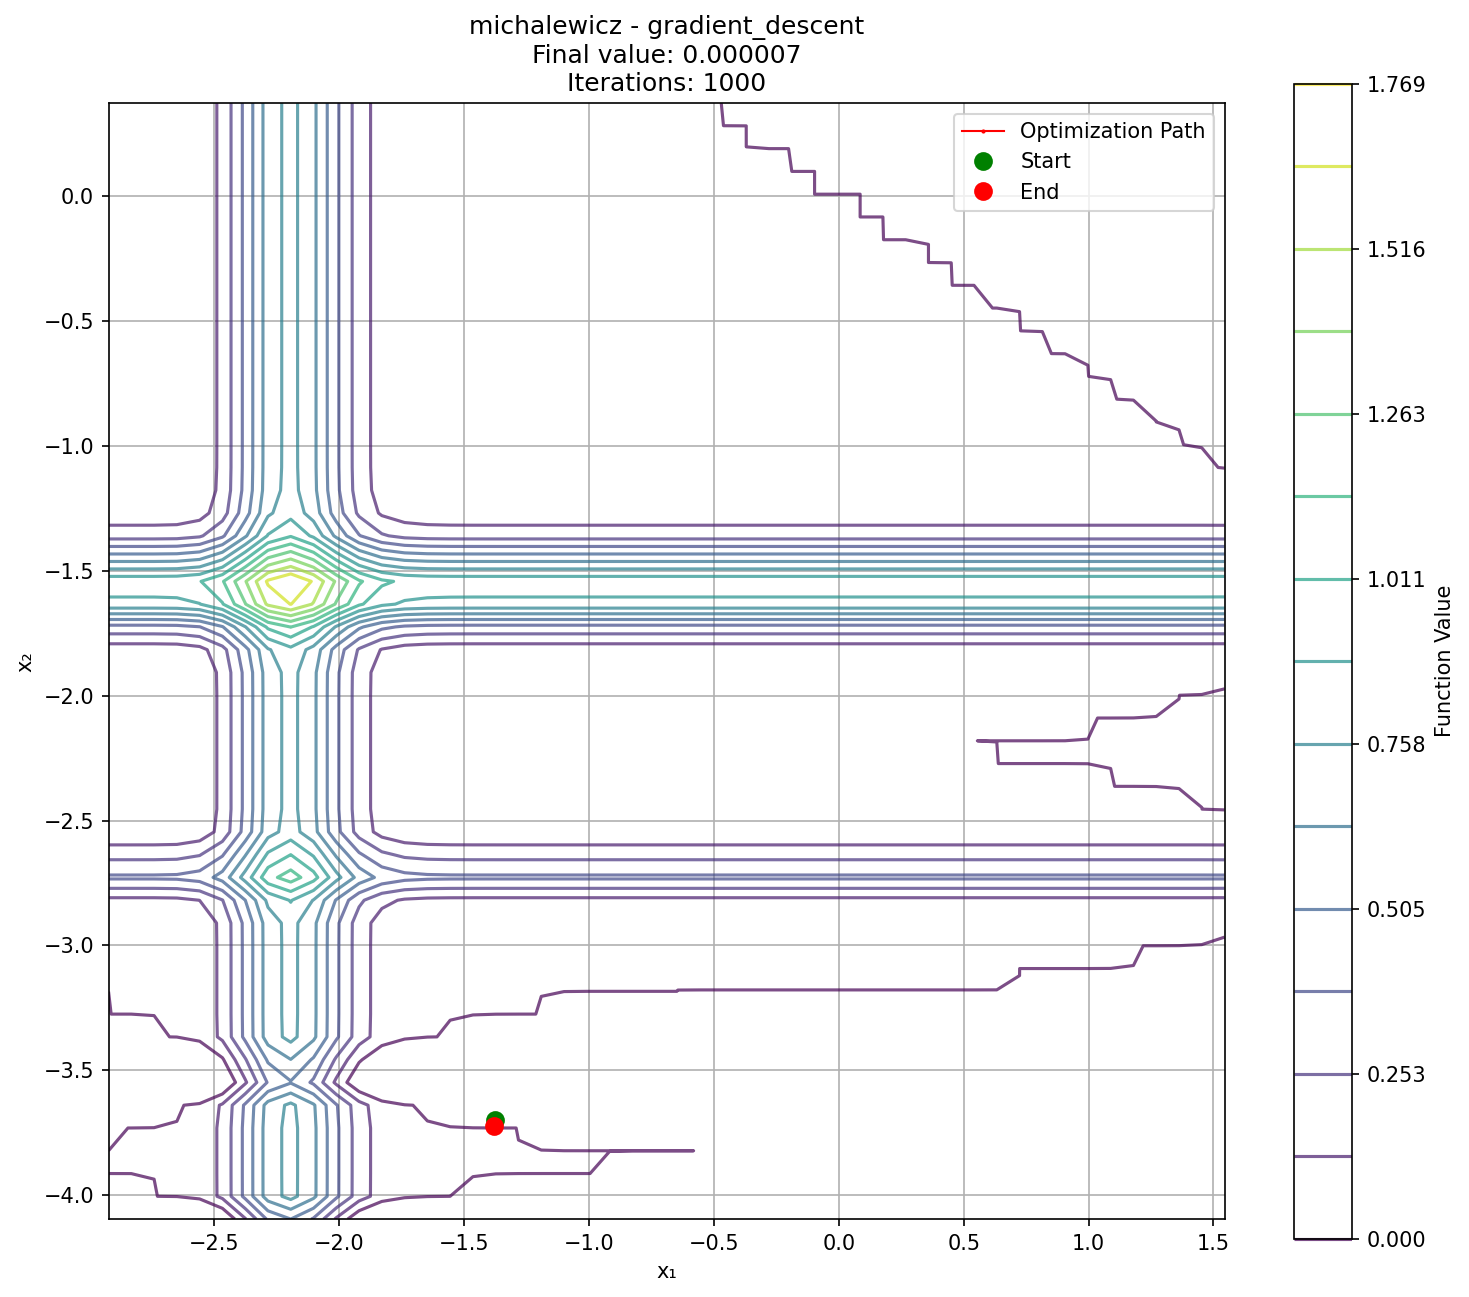 michalewicz - gradient_descent
Final value: 0.000007
Iterations: 1000
Optimization Path
Start
End
0.0
−0.5
−1.0
−1.5
−2.0
−2.5
−3.0
−3.5
−4.0
x₂
−2.5
−2.0
−1.5
−1.0
−0.5
0.0
0.5
1.0
1.5
x₁
1.769
1.516
1.263
1.011
0.758
0.505
0.253
0.000
Function Value